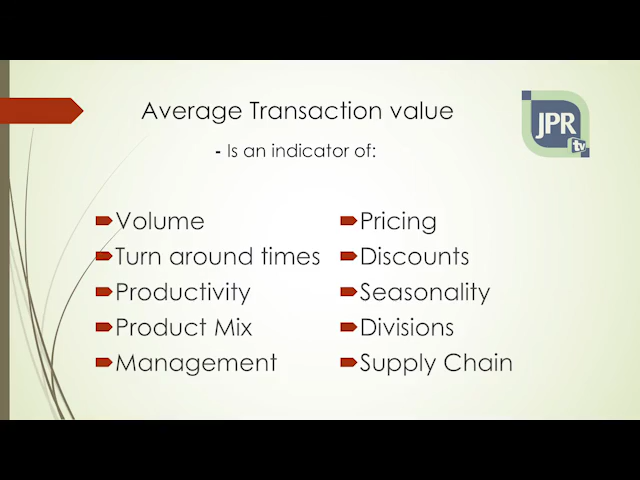 Average Transaction value
- Is an indicator of:
JPR
tv
Volume
Turn around times
Productivity
Product Mix
Management
Pricing
Discounts
Seasonality
Divisions
Supply Chain